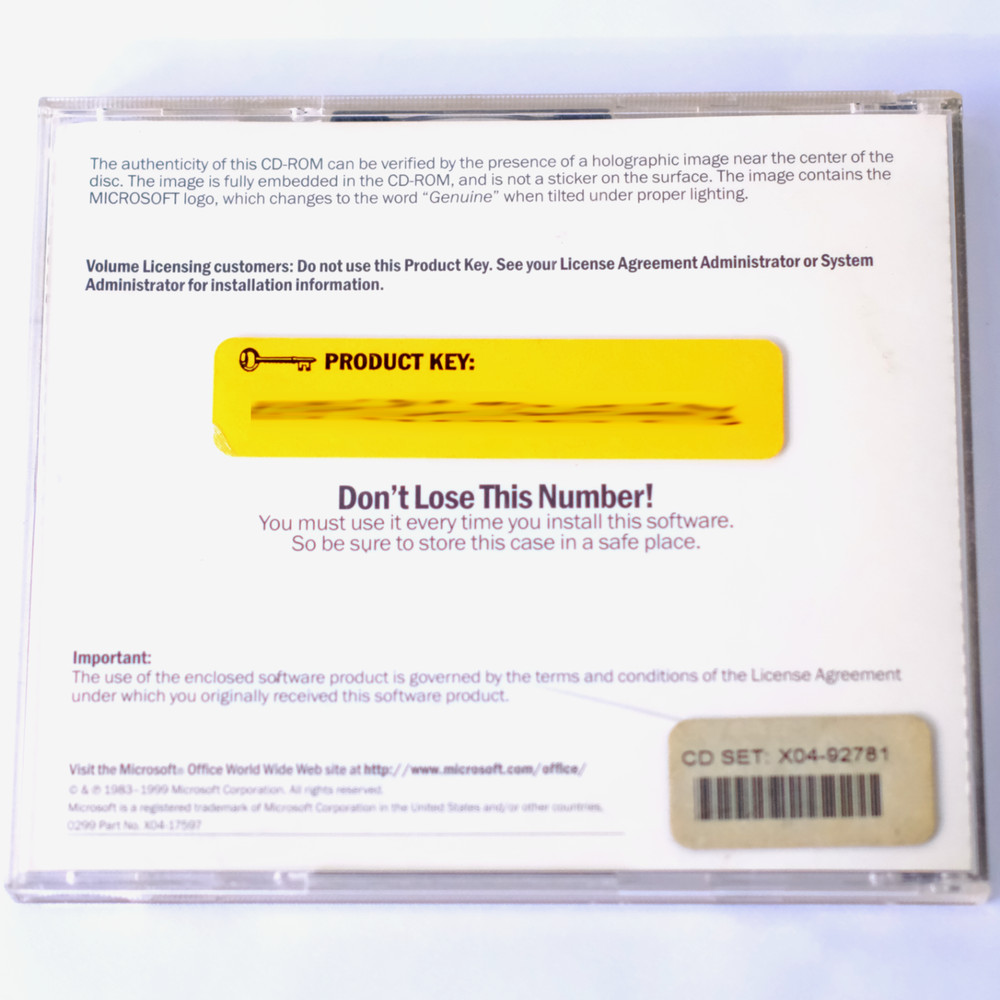 The authenticity of this CD-ROM can be verified by the presence of a holographic image near the center of the
disc. The image is fully embedded in the CD-ROM, and is not a sticker on the surface. The image contains the
MICROSOFT logo, which changes to the word “Genuine” when tilted under proper lighting.
Volume Licensing customers: Do not use this Product Key. See your License Agreement Administrator or System
Administrator for installation information.
PRODUCT KEY:
Don't Lose This Number!
You must use it every time you install this software.
So be sure to store this case in a safe place.
Important:
The use of the enclosed software product is governed by the terms and conditions of the License Agreement
under which you originally received this software product.
CD SET: X04-92781
Visit the Microsoft® Office World Wide Web site at http://www.microsoft.com/office/
© & ℗ 1983-1999 Microsoft Corporation. All rights reserved.
Microsoft is a registered trademark of Microsoft Corporation in the United States and/or other countries.
0299 Part No. X04-17597